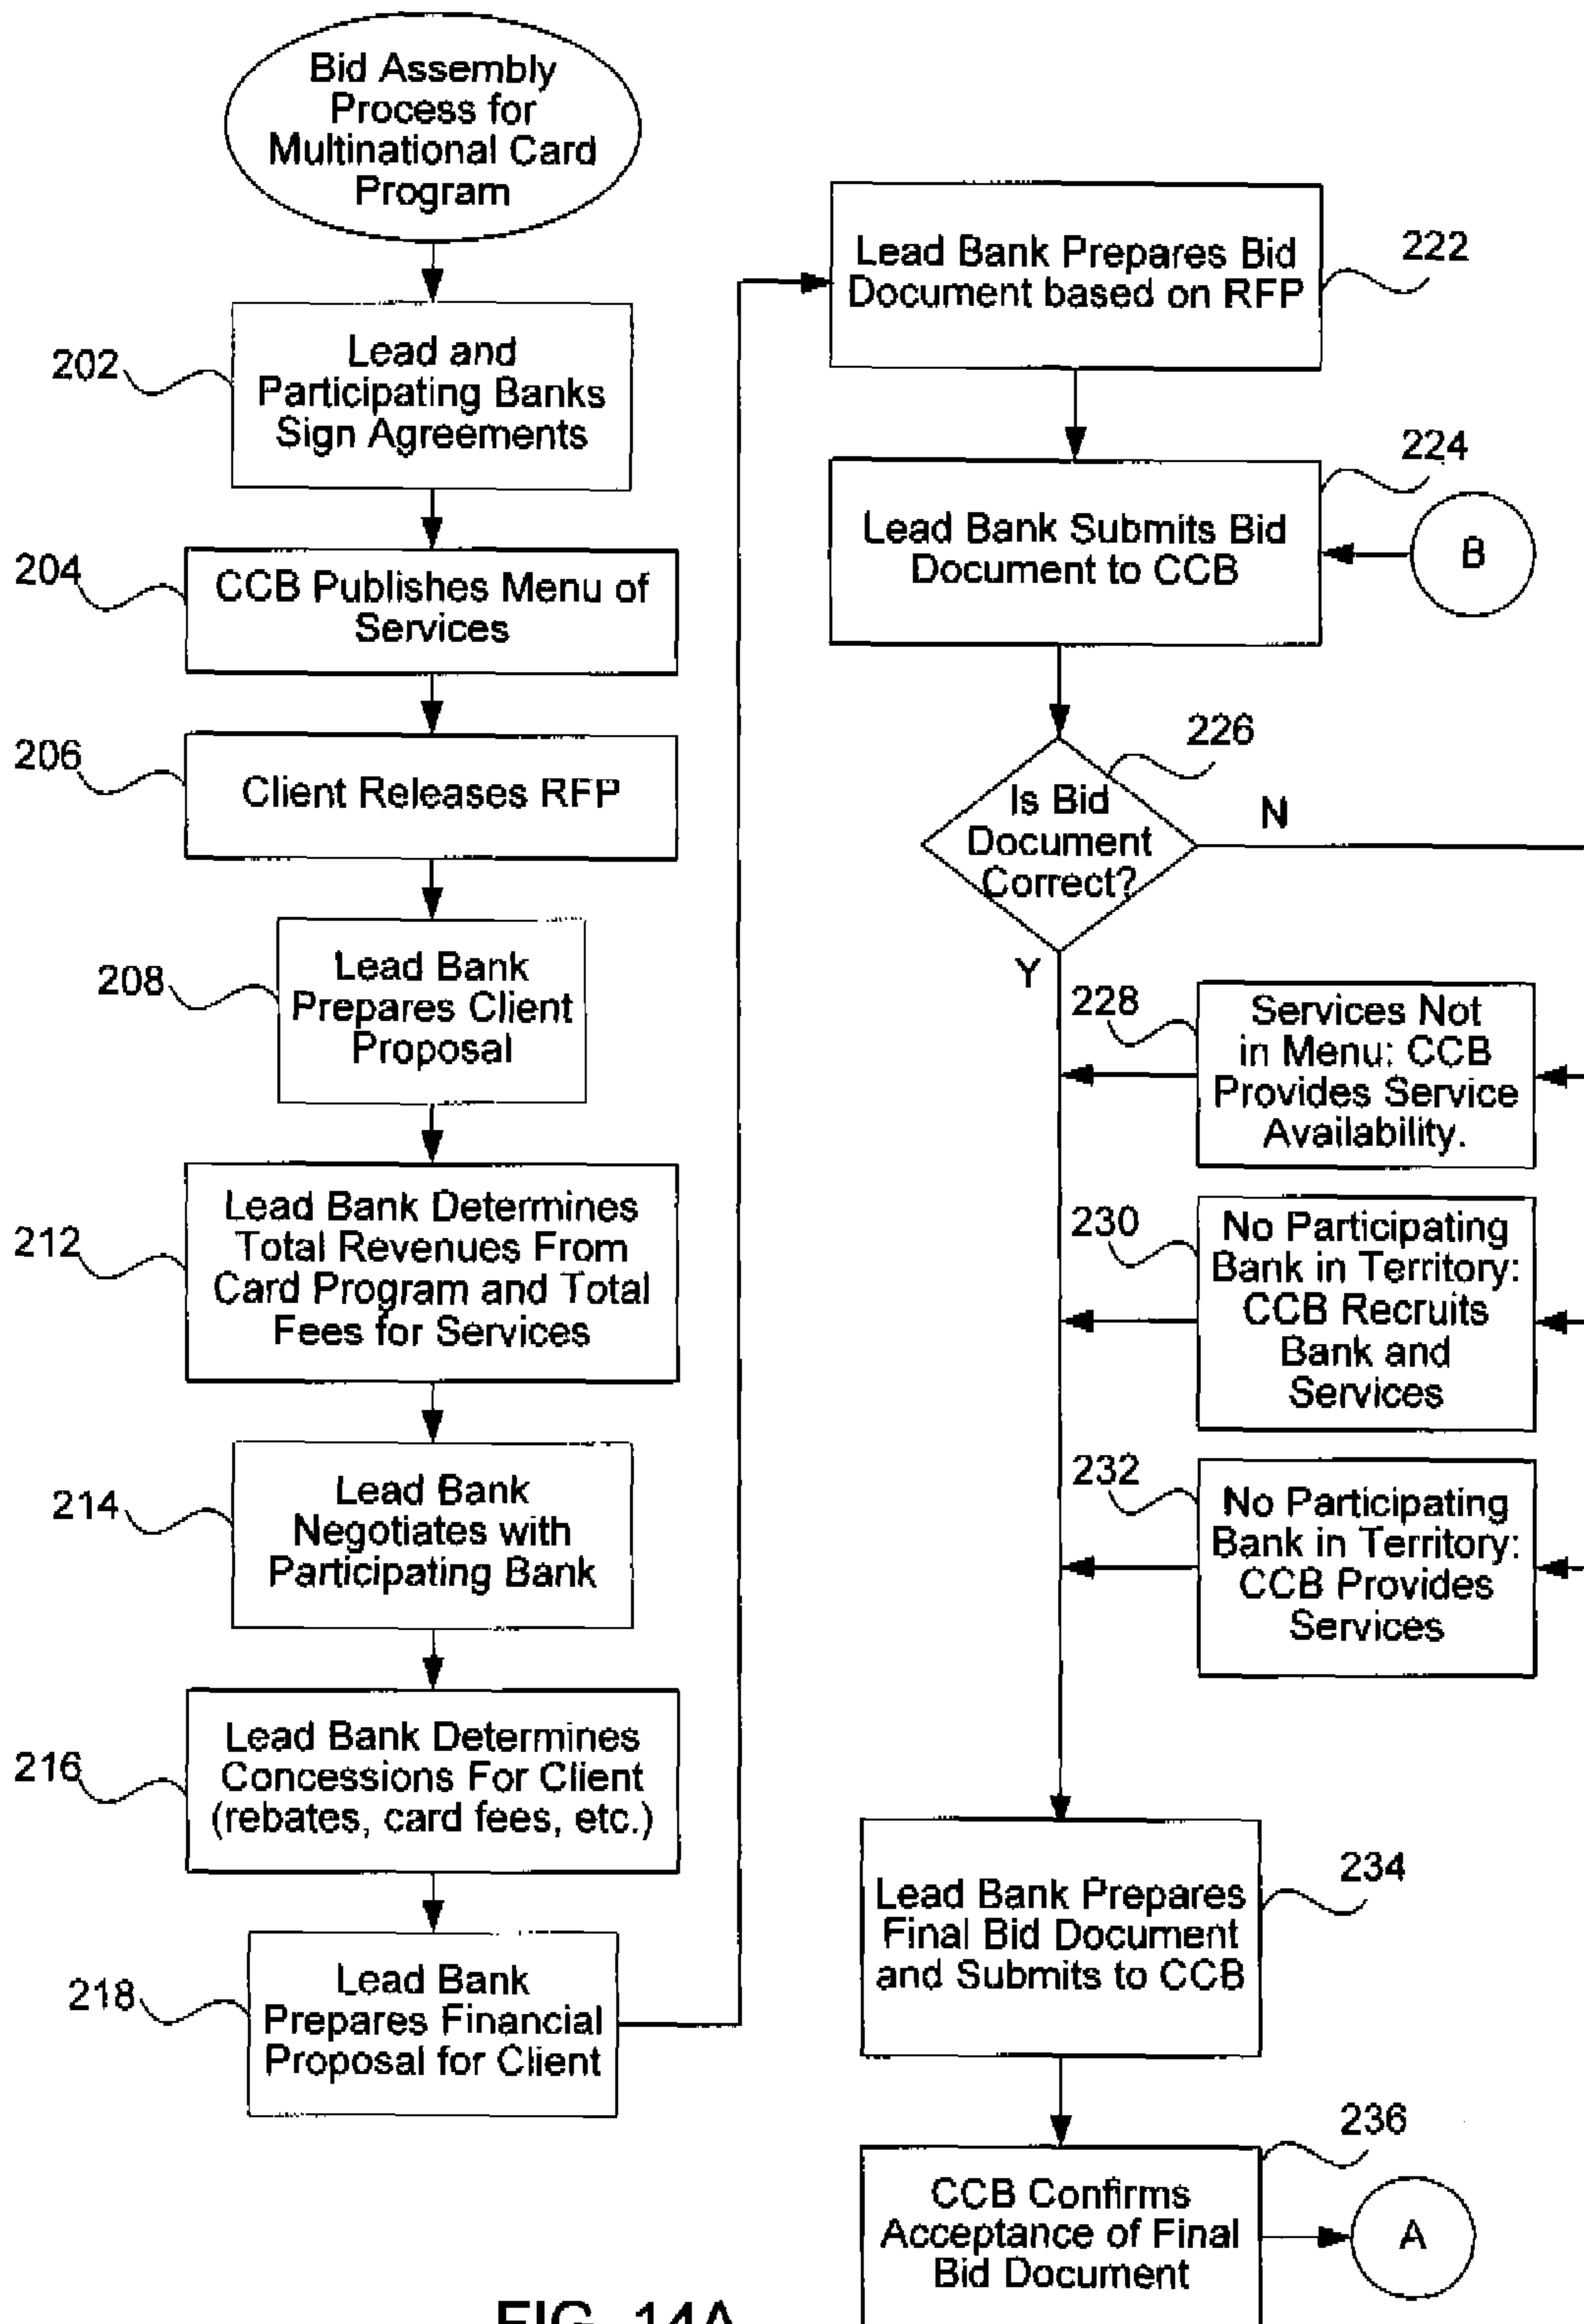 Bid Assembly
Process for
Multinational Card
Program
202
Lead and
Participating Banks
Sign Agreements
204
CCB Publishes Menu of
Services
206
Client Releases RFP
208
Lead Bank
Prepares Client
Proposal
212
Lead Bank Determines
Total Revenues From
Card Program and Total
Fees for Services
214
Lead Bank
Negotiates with
Participating Bank
216
Lead Bank Determines
Concessions For Client
(rebates, card fees, etc.)
218
Lead Bank
Prepares Financial
Proposal for Client
222
Lead Bank Prepares Bid
Document based on RFP
224
Lead Bank Submits Bid
Document to CCB
B
226
Is Bid
Document
Correct?
N
Y
228
Services Not
in Menu: CCB
Provides Service
Availability.
230
No Participating
Bank in Territory:
CCB Recruits
Bank and
Services
232
No Participating
Bank in Territory:
CCB Provides
Services
234
Lead Bank Prepares
Final Bid Document
and Submits to CCB
236
CCB Confirms
Acceptance of Final
Bid Document
A
FIG. 14A